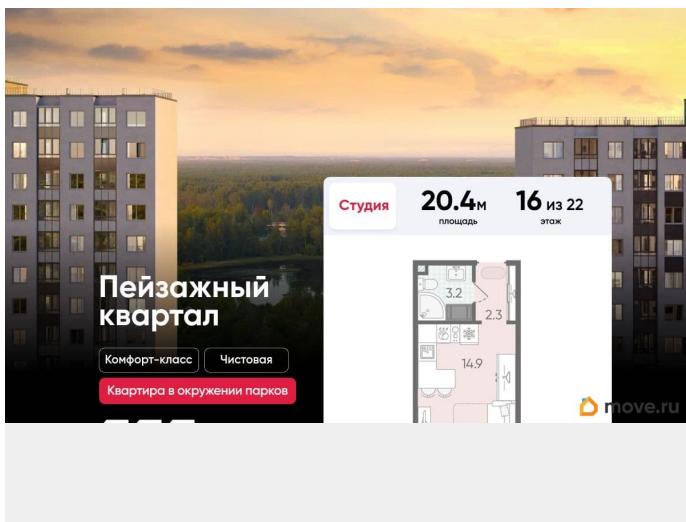 Студия
20.4м
площадь
16 из 22
этаж
Пейзажный
квартал
Комфорт-класс
Чистовая
Квартира в окружении парков
3.2
2.3
14.9
move.ru